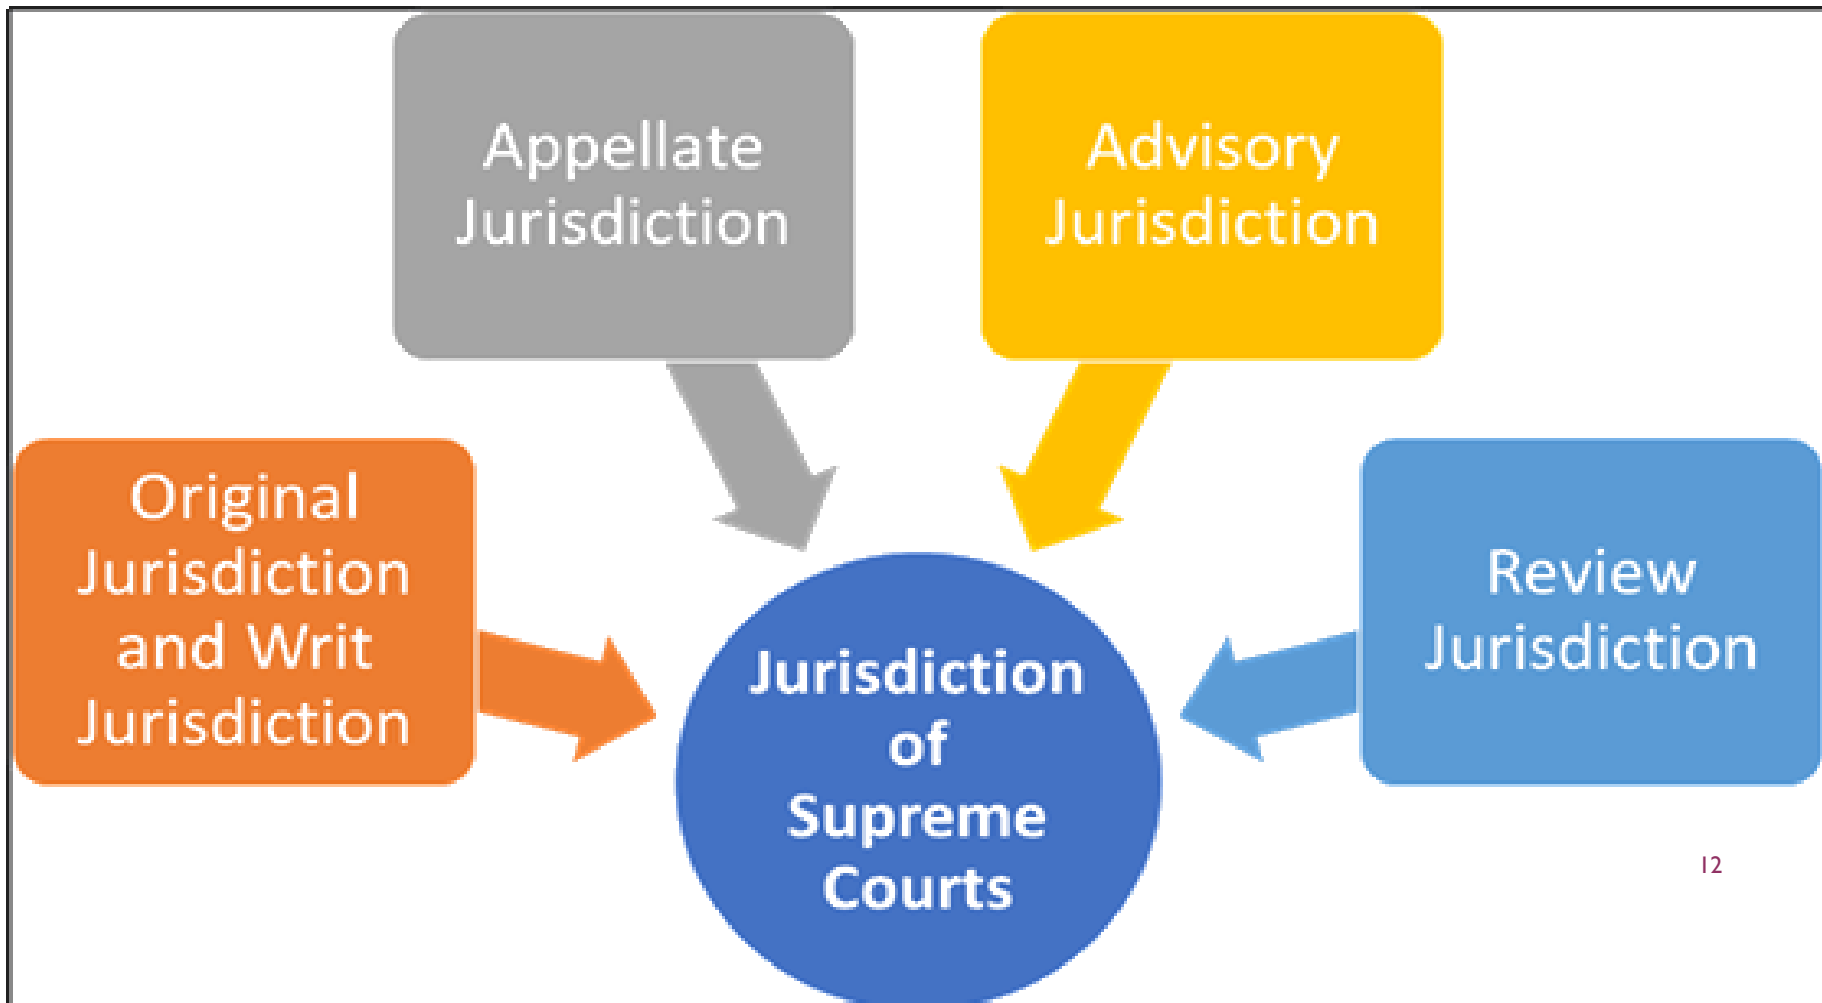 Appellate
Jurisdiction
Advisory
Jurisdiction
Original
Jurisdiction
and Writ
Jurisdiction
Review
Jurisdiction
Jurisdiction
of
Supreme
Courts
12